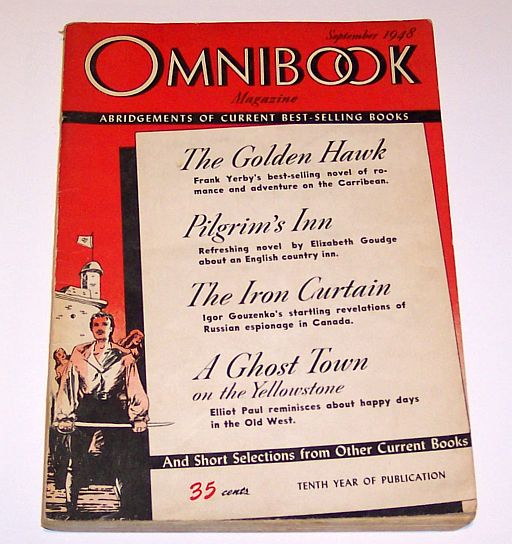 September 1948
OMNIBOOK
Magazine
ABRIDGEMENTS OF CURRENT BEST-SELLING BOOKS
The Golden Hawk
Frank Yerby's best-selling novel of ro-
mance and adventure on the Carribean.
Pilgrim's Inn
Refreshing novel by Elizabeth Goudge
about an English country inn.
The Iron Curtain
Igor Gouzenko's startling revelations of
Russian espionage in Canada.
A Ghost Town
on the Yellowstone
Elliot Paul reminisces about happy days
in the Old West.
And Short Selections from Other Current Books
35 cents
TENTH YEAR OF PUBLICATION